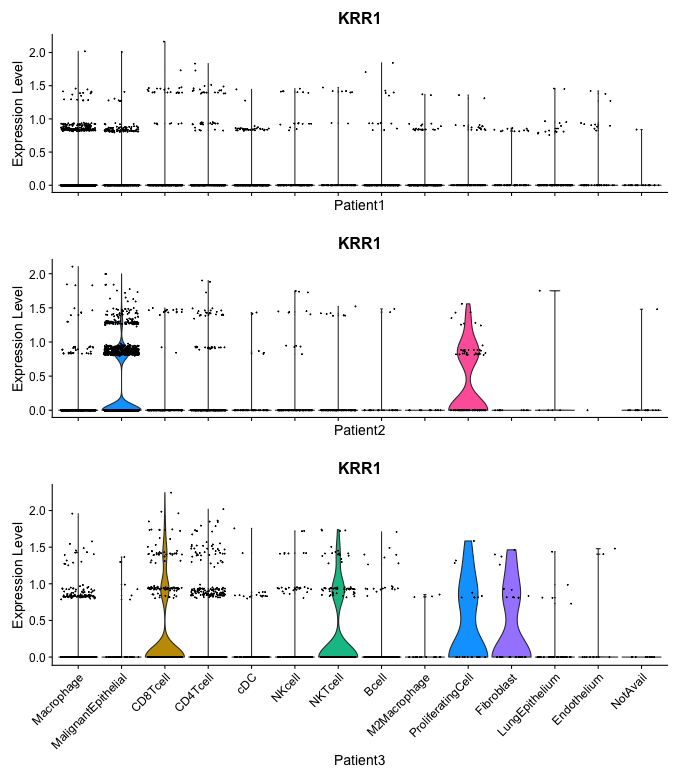 KRR1
Expression Level
2.0
1.5
1.0
0.5
0.0
Patient1
KRR1
Expression Level
2.0
1.5
1.0
0.5
0.0
Patient2
KRR1
Expression Level
2.0
1.5
1.0
0.5
0.0
Macrophage
MalignantEpithelial
CD8Tcell
CD4Tcell
cDC
NKcell
NKTcell
Bcell
M2Macrophage
ProliferatingCell
Fibroblast
LungEpithelium
Endothelium
NotAvail
Patient3